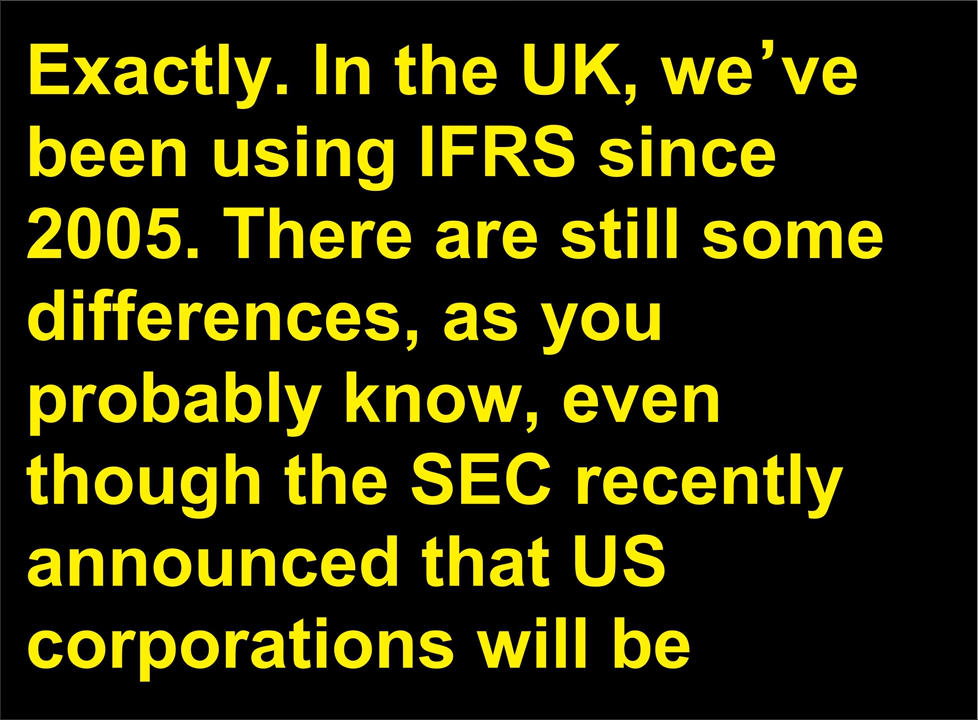 Exactly. In the UK, we’ve
been using IFRS since
2005. There are still some
differences, as you
probably know, even
though the SEC recently
announced that US
corporations will be